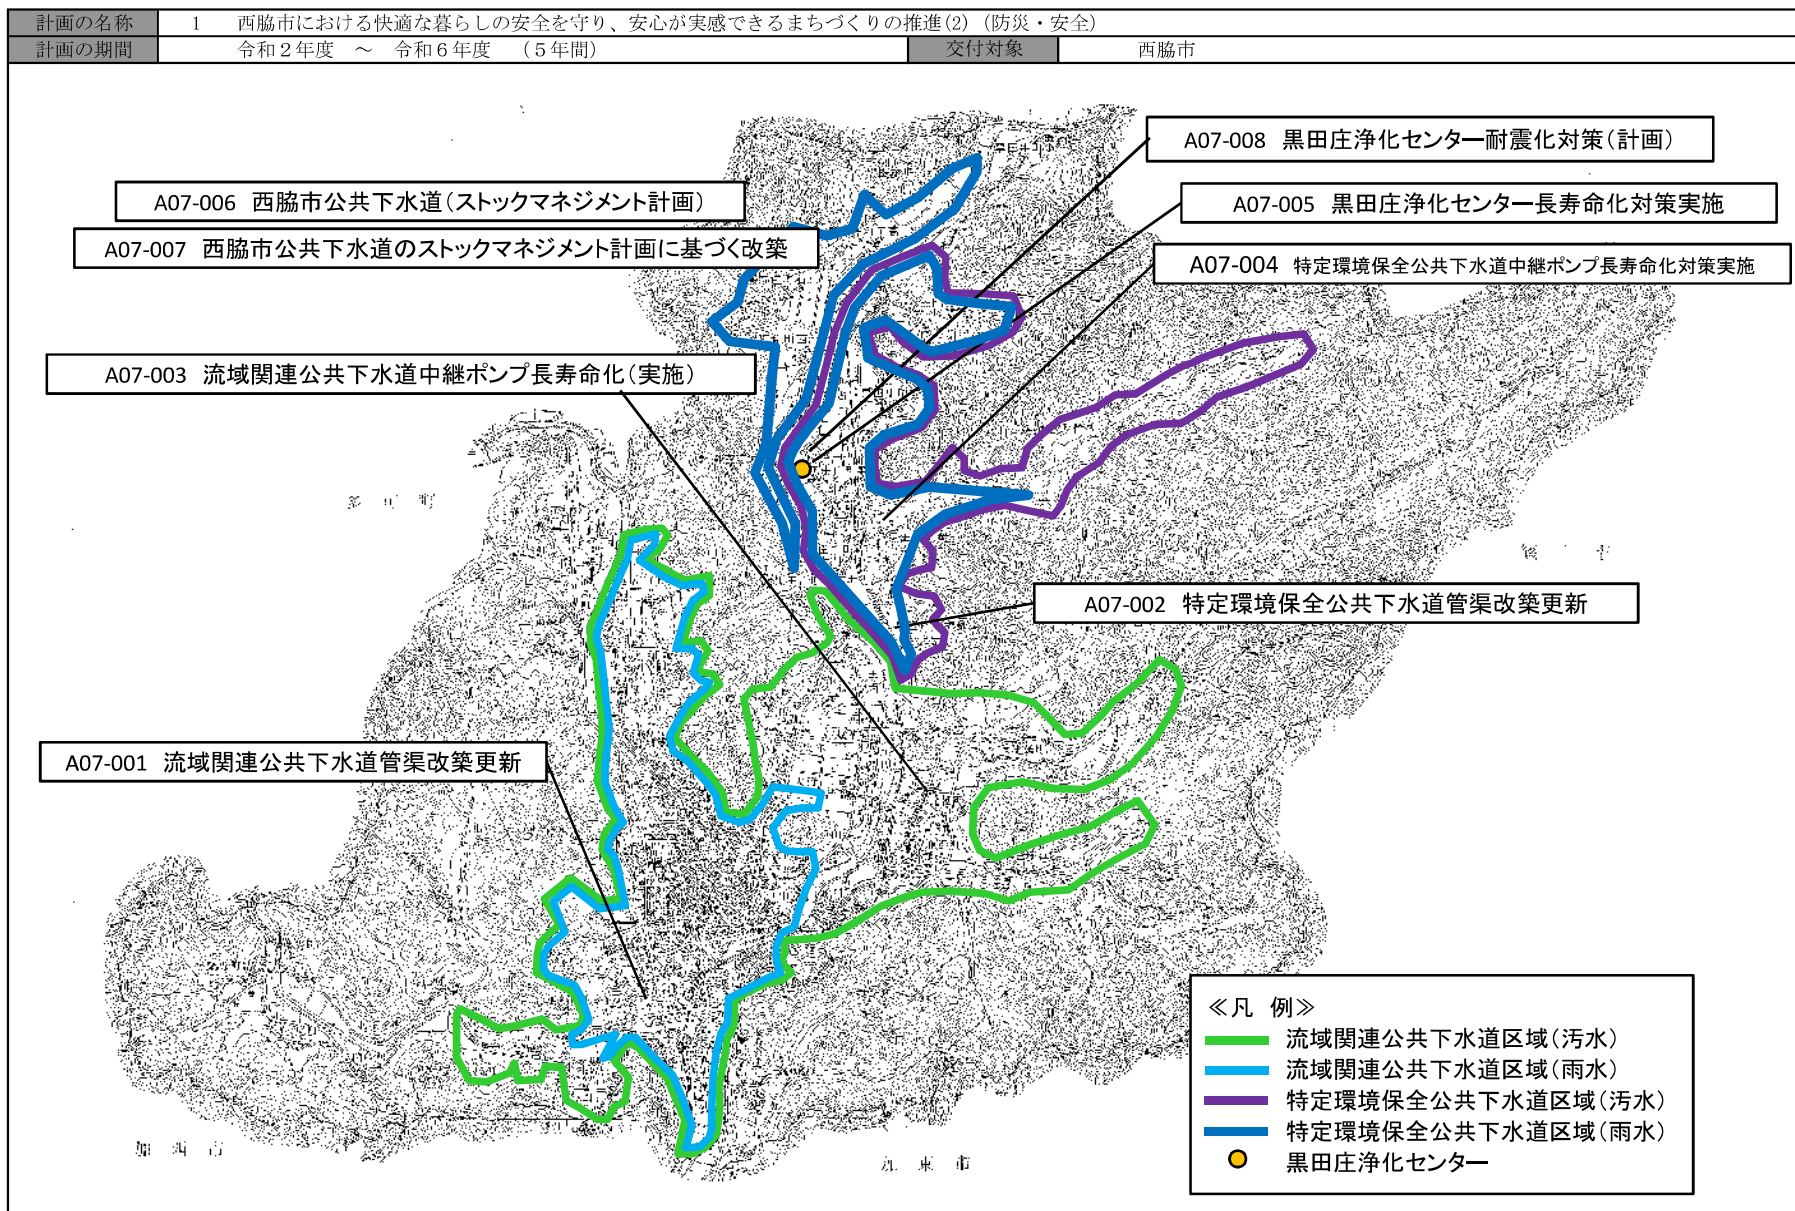 計画の名称 1 西脇市における快適な暮らしの安全を守り、安心が実感できるまちづくりの推進(2)（防災・安全）
計画の期間 令和２年度 ～ 令和６年度 （５年間） 交付対象 西脇市
A07-008 黒田庄浄化センター耐震化対策（計画）
A07-006 西脇市公共下水道（ストックマネジメント計画）
A07-005 黒田庄浄化センター長寿命化対策実施
A07-007 西脇市公共下水道のストックマネジメント計画に基づく改築
A07-004 特定環境保全公共下水道中継ポンプ長寿命化対策実施
A07-003 流域関連公共下水道中継ポンプ長寿命化（実施）
A07-002 特定環境保全公共下水道管渠改築更新
A07-001 流域関連公共下水道管渠改築更新
≪凡 例≫
流域関連公共下水道区域（汚水）
流域関連公共下水道区域（雨水）
特定環境保全公共下水道区域（汚水）
特定環境保全公共下水道区域（雨水）
黒田庄浄化センター
加 西 市
加 東 市